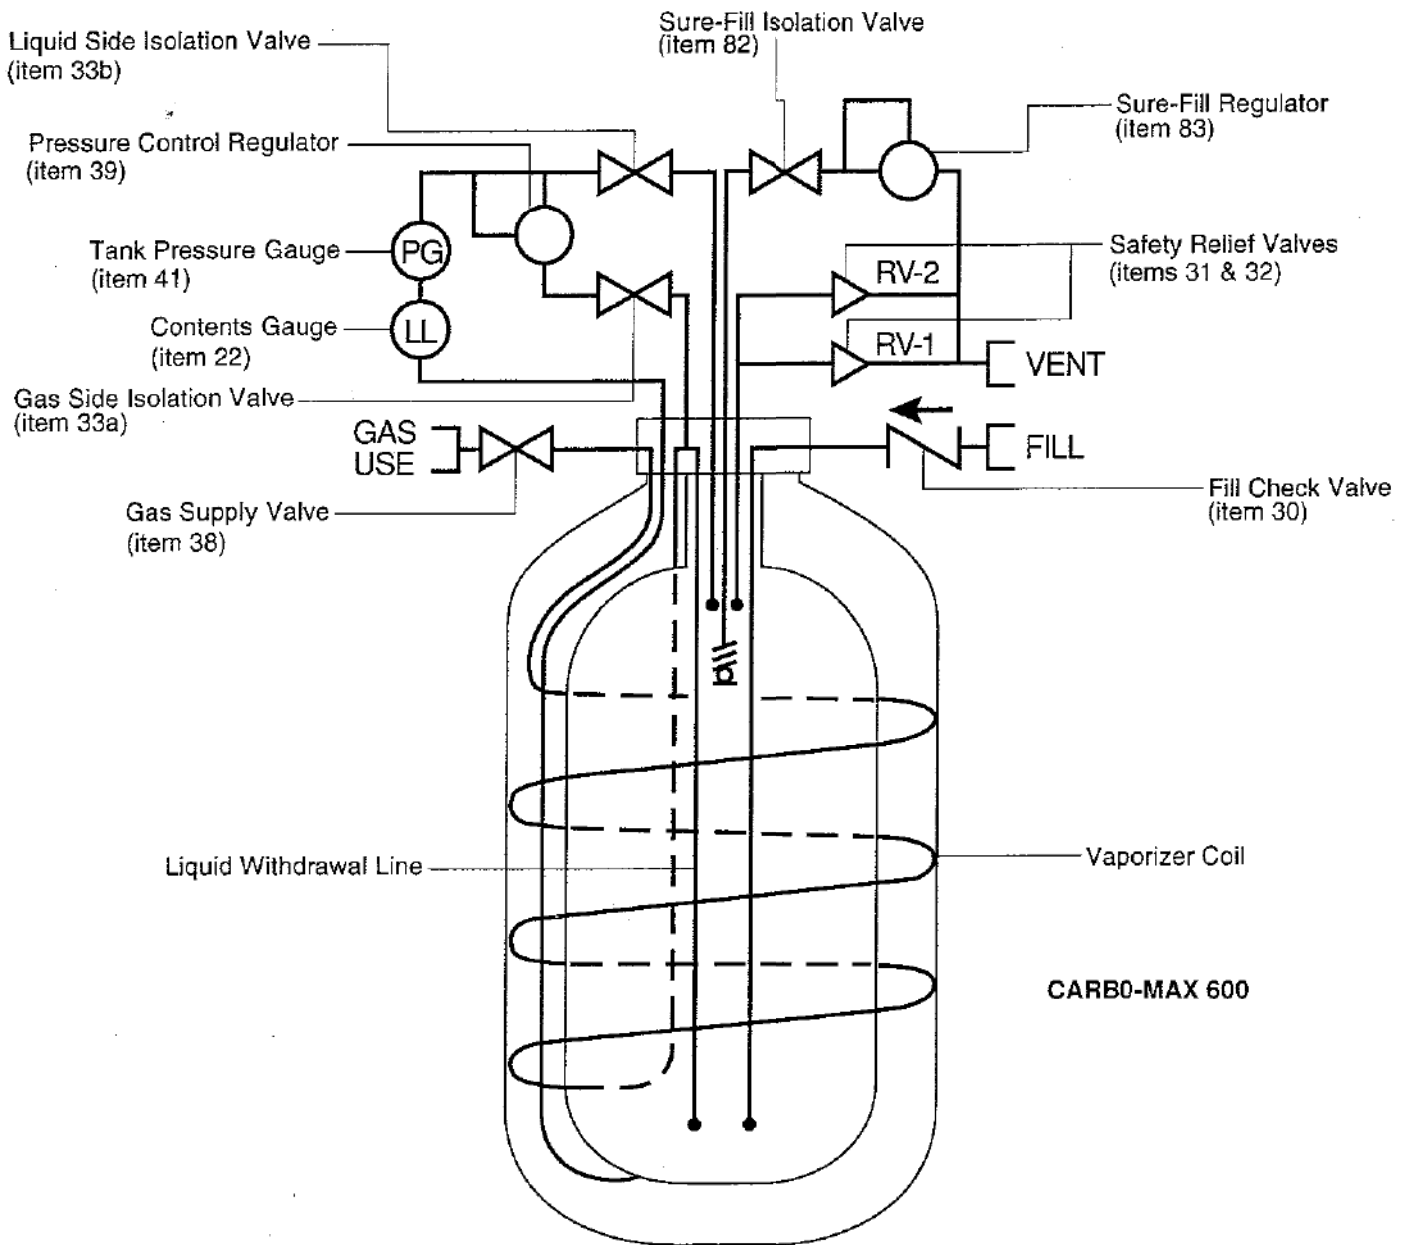 Sure-Fill Isolation Valve
(item 82)
Liquid Side Isolation Valve
(item 33b)
Sure-Fill Regulator
(item 83)
Pressure Control Regulator
(item 39)
Tank Pressure Gauge
(item 41)
PG
Safety Relief Valves
(items 31 & 32)
RV-2
Contents Gauge
(item 22)
LL
RV-1
VENT
Gas Side Isolation Valve
(item 33a)
GAS
USE
FILL
Gas Supply Valve
(item 38)
Fill Check Valve
(item 30)
Liquid Withdrawal Line
Vaporizer Coil
CARB0-MAX 600